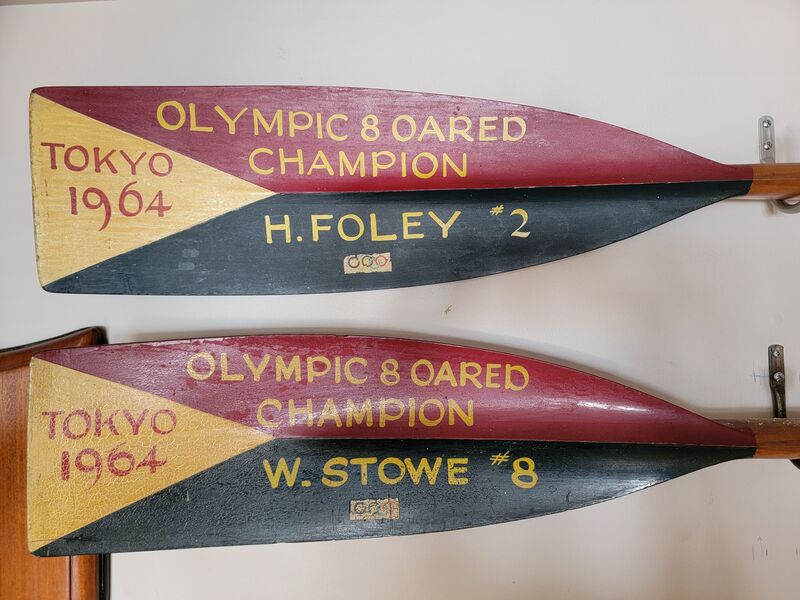 OLYMPIC 8 OARED
CHAMPION
TOKYO
1964
H. FOLEY #2
OLYMPIC 8 OARED
CHAMPION
TOKYO
1964
W. STOWE #8